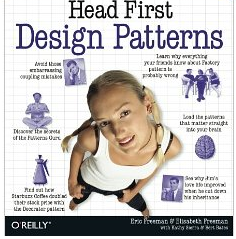 Head First
Design Patterns
Avoid those
embarrassing
coupling mistakes
Learn why everything
your friends know about Factory
pattern is
probably wrong
Discover the secrets
of the Patterns Guru
Load the patterns
that matter straight
into your brain
Find out how
Starbuzz Coffee doubled
their stock price with
the Decorator pattern
See why Jim's
love life improved
when he cut down
his inheritance
O'REILLY®
Eric Freeman & Elisabeth Freeman
with Kathy Sierra & Bert Bates